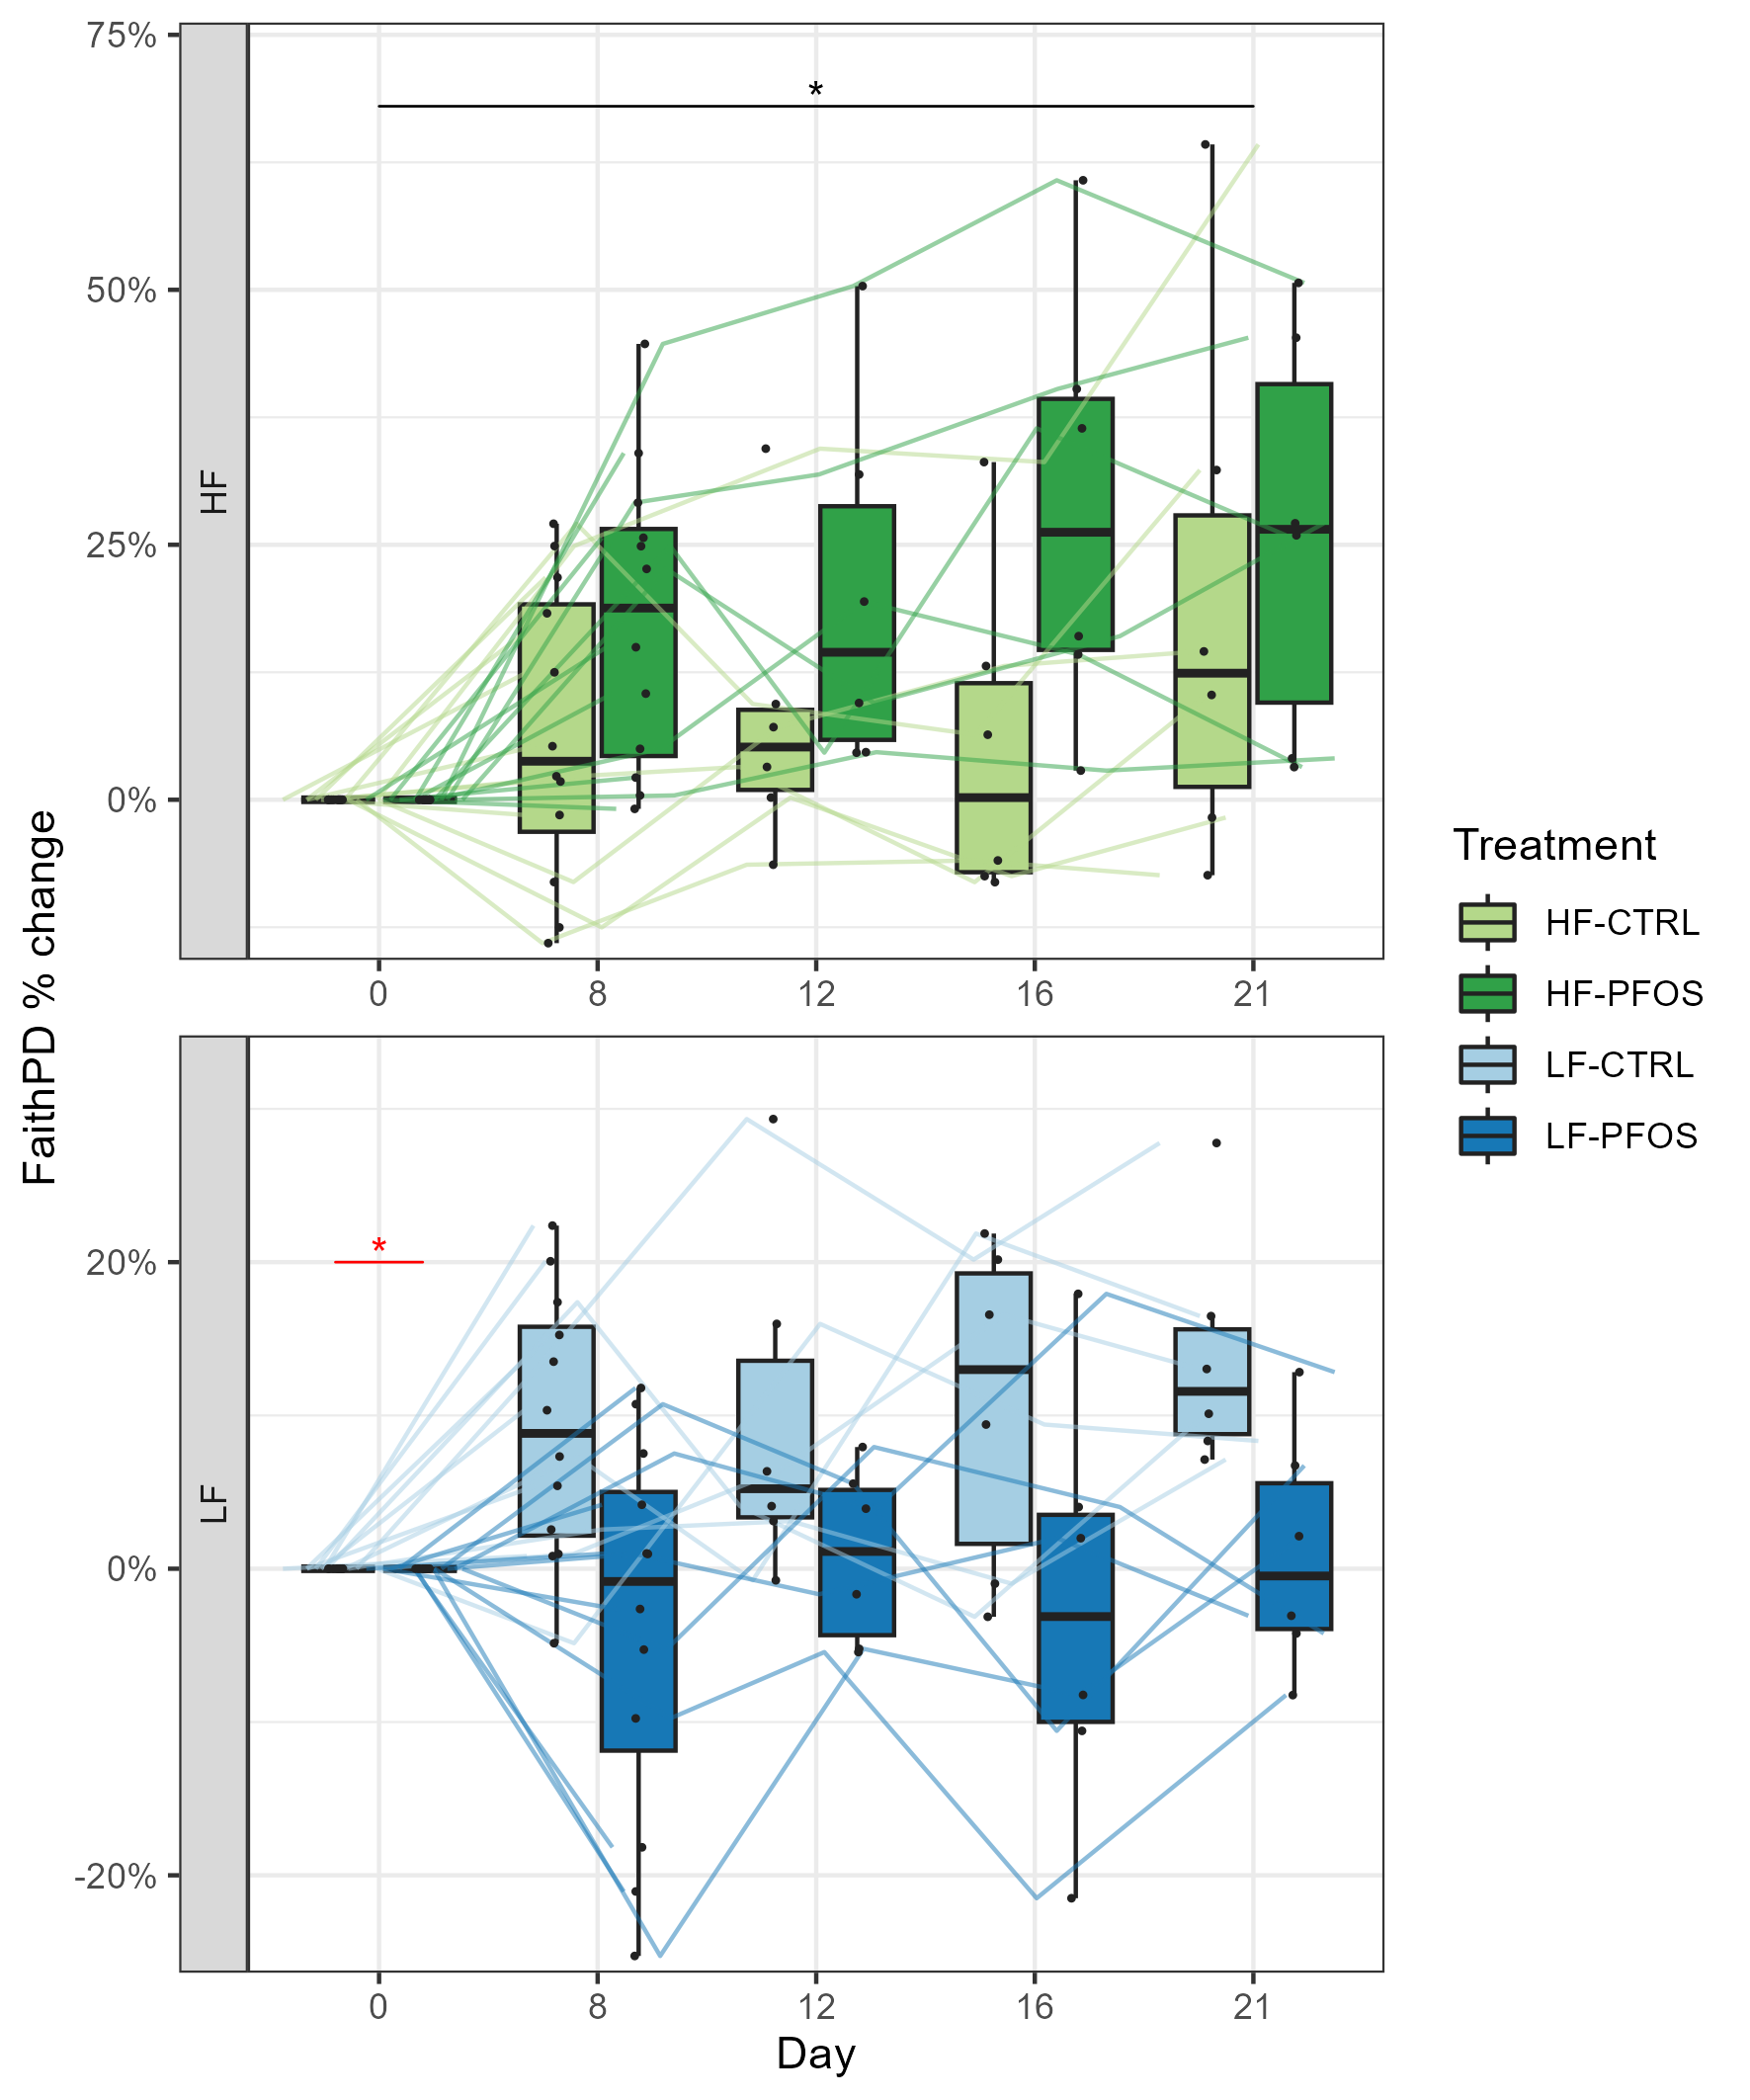 FaithPD % change
HF
75%
50%
25%
0%
*
0 8 12 16 21
LF
20%
0%
-20%
*
0 8 12 16 21
Day
Treatment
HF-CTRL
HF-PFOS
LF-CTRL
LF-PFOS